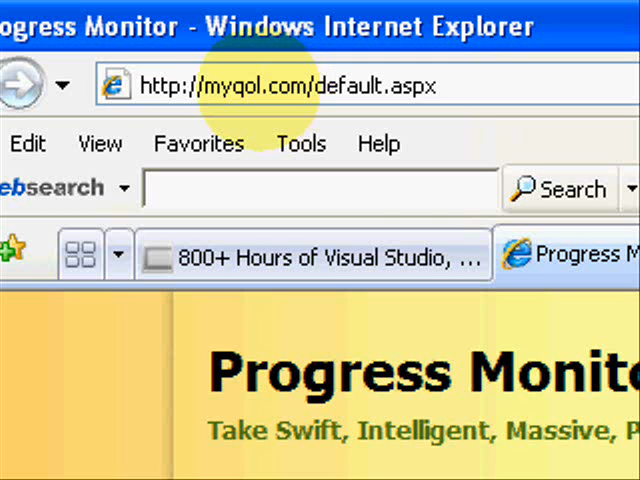 ogress Monitor - Windows Internet Explorer
http://myqol.com/default.aspx
Edit View Favorites Tools Help
ebsearch Search
800+ Hours of Visual Studio, ... Progress M
Progress Monito
Take Swift, Intelligent, Massive, P